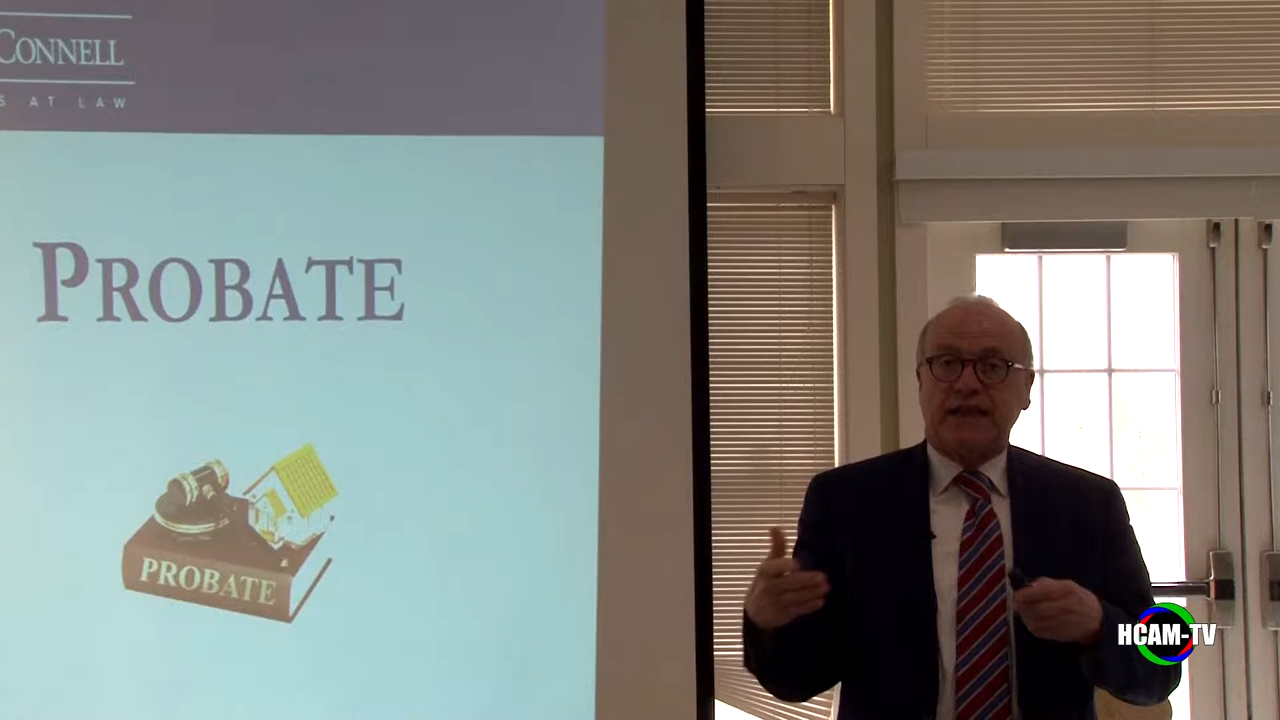 CONNELL
S AT LAW
PROBATE
PROBATE
HCAM-TV